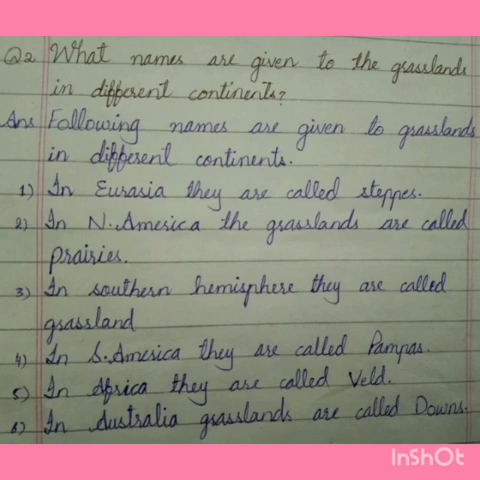 Q2 What names are given to the grasslands
in different continents?
Ans Following names are given to grasslands
in different continents.
1) In Eurasia they are called steppes.
2) In N. America the grasslands are called
prairies.
3) In southern hemisphere they are called
grassland
4) In S. America they are called Pampas.
5) In Africa they are called Veld.
6) In Australia grasslands are called Downs.
InShOt